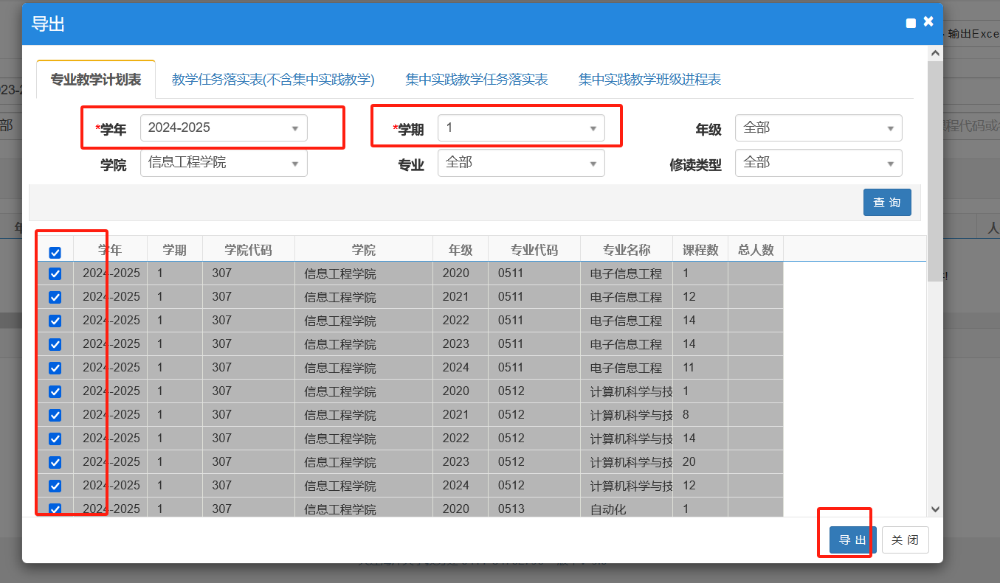 导出
输出Exce
专业教学计划表 教学任务落实表(不含集中实践教学) 集中实践教学任务落实表 集中实践教学班级进程表
*学年 2024-2025 *学期 1 年级 全部
部
学院 信息工程学院 专业 全部 修读类型 全部
查 询
年
人
学年 学期 学院代码 学院 年级 专业代码 专业名称 课程数 总人数
2024-2025 1 307 信息工程学院 2020 0511 电子信息工程 1
2024-2025 1 307 信息工程学院 2021 0511 电子信息工程 12
2024-2025 1 307 信息工程学院 2022 0511 电子信息工程 14
2024-2025 1 307 信息工程学院 2023 0511 电子信息工程 14
2024-2025 1 307 信息工程学院 2024 0511 电子信息工程 11
2024-2025 1 307 信息工程学院 2020 0512 计算机科学与技 1
2024-2025 1 307 信息工程学院 2021 0512 计算机科学与技 8
2024-2025 1 307 信息工程学院 2022 0512 计算机科学与技 14
2024-2025 1 307 信息工程学院 2023 0512 计算机科学与技 20
2024-2025 1 307 信息工程学院 2024 0512 计算机科学与技 12
2024-2025 1 307 信息工程学院 2020 0513 自动化 1
导 出 关 闭